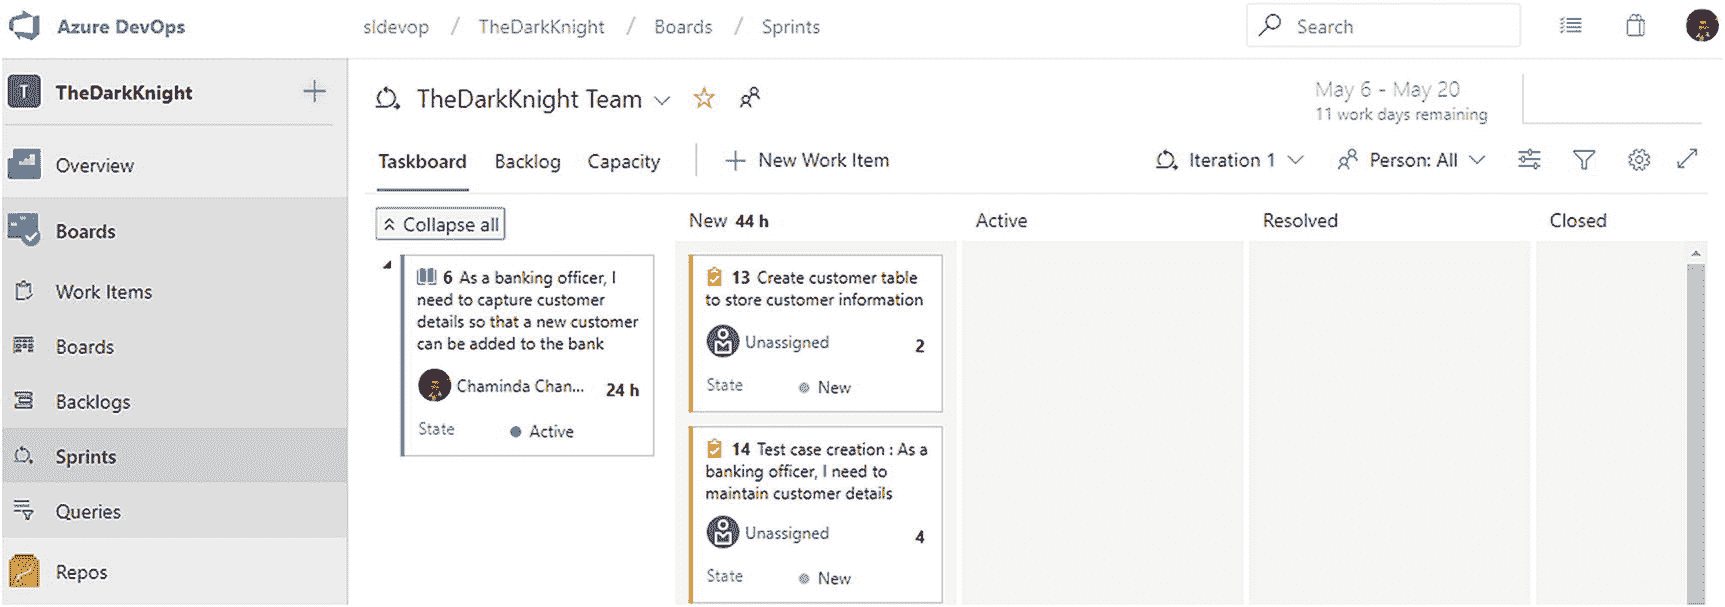 Azure DevOps
sldevop / TheDarkKnight / Boards / Sprints
Search
T TheDarkKnight
TheDarkKnight Team
May 6 - May 20
11 work days remaining
Overview
Boards
Work Items
Boards
Backlogs
Sprints
Queries
Repos
Taskboard Backlog Capacity New Work Item Iteration 1 Person: All
Collapse all
New 44 h Active Resolved Closed
6 As a banking officer, I
need to capture customer
details so that a new customer
can be added to the bank
Chaminda Chan... 24 h
State Active
13 Create customer table
to store customer information
Unassigned 2
State New
14 Test case creation : As a
banking officer, I need to
maintain customer details
Unassigned 4
State New